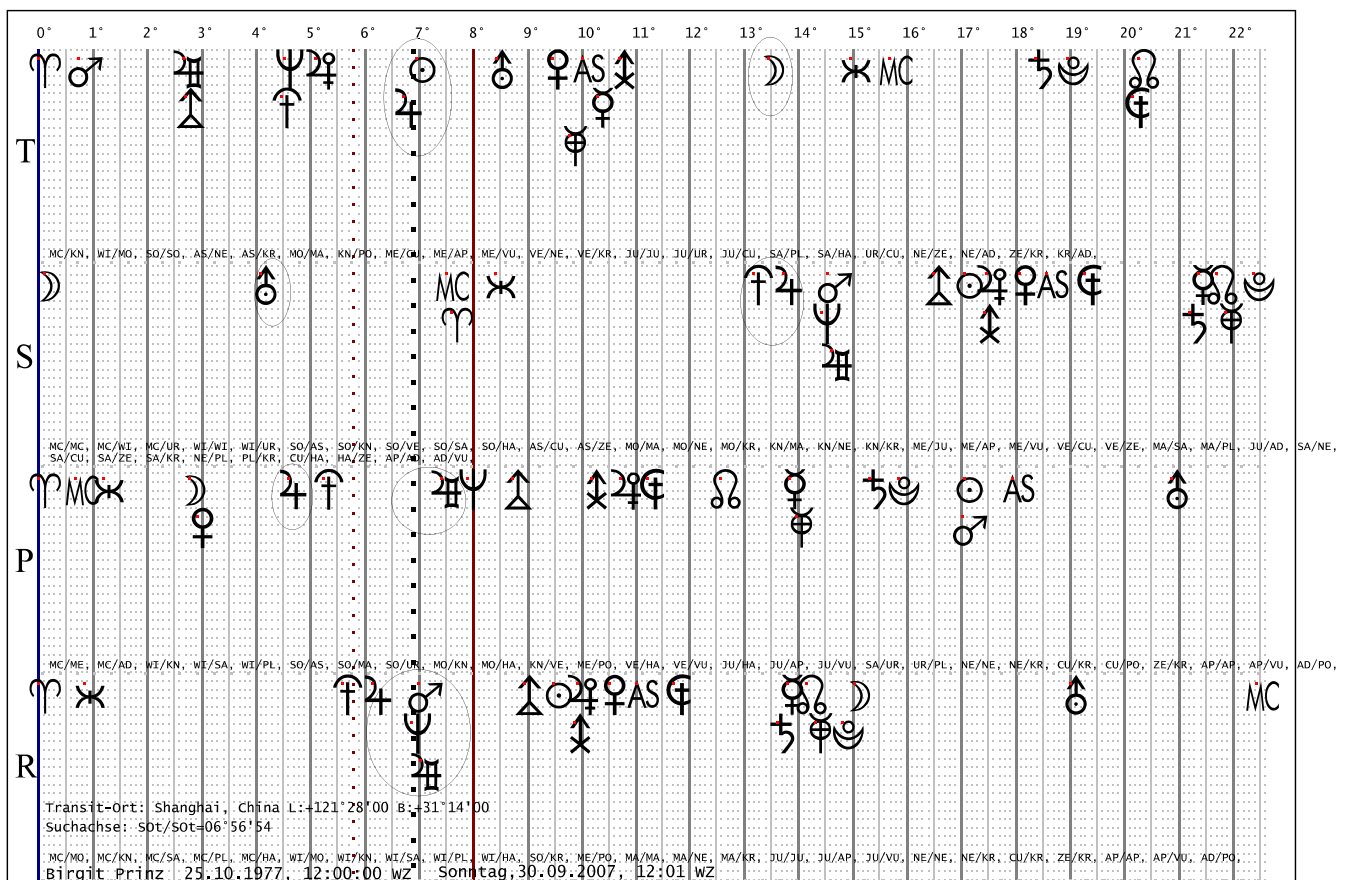 0° 1° 2° 3° 4° 5° 6° 7° 8° 9° 10° 11° 12° 13° 14° 15° 16° 17° 18° 19° 20° 21° 22°
AS MC
T
MC/KN, WI/MO, SO/SO, AS/NE, AS/KR, MO/MA, KN/PO, ME/CU, ME/AP, ME/VU, VE/NE, VE/KR, JU/JU, JU/UR, JU/CU, SA/PL, SA/HA, UR/CU, NE/ZE, NE/AD, ZE/KR, KR/AD,
MC AS
S
MC/MC, MC/WI, MC/UR, WI/WI, WI/UR, SO/AS, SO/KN, SO/VE, SO/SA, SO/HA, AS/CU, AS/ZE, MO/MA, MO/NE, MO/KR, KN/MA, KN/NE, KN/KR, ME/JU, ME/AP, ME/VU, VE/CU, VE/ZE, MA/SA, MA/PL, JU/AD, SA/NE,
SA/CU, SA/ZE, SA/KR, NE/PL, PL/KR, CU/HA, HA/ZE, AP/AD, AD/VU,
MC AS
P
MC/ME, MC/AD, WI/KN, WI/SA, WI/PL, SO/AS, SO/MA, SO/UR, MO/KN, MO/HA, KN/VE, ME/PO, VE/HA, VE/VU, JU/HA, JU/AP, JU/VU, SA/UR, UR/PL, NE/NE, NE/KR, CU/KR, CU/PO, ZE/KR, AP/AP, AP/VU, AD/PO,
AS MC
R
Transit-Ort: Shanghai, China L:+121°28'00 B:+31°14'00
Suchachse: SOt/SOt=06°56'54
MC/MO, MC/KN, MC/SA, MC/PL, MC/HA, WI/MO, WI/KN, WI/SA, WI/PL, WI/HA, SO/KR, ME/PO, MA/MA, MA/NE, MA/KR, JU/JU, JU/AP, JU/VU, NE/NE, NE/KR, CU/KR, ZE/KR, AP/AP, AP/VU, AD/PO,
Birgit Prinz 25.10.1977, 12:00:00 WZ Sonntag,30.09.2007, 12:01 WZ